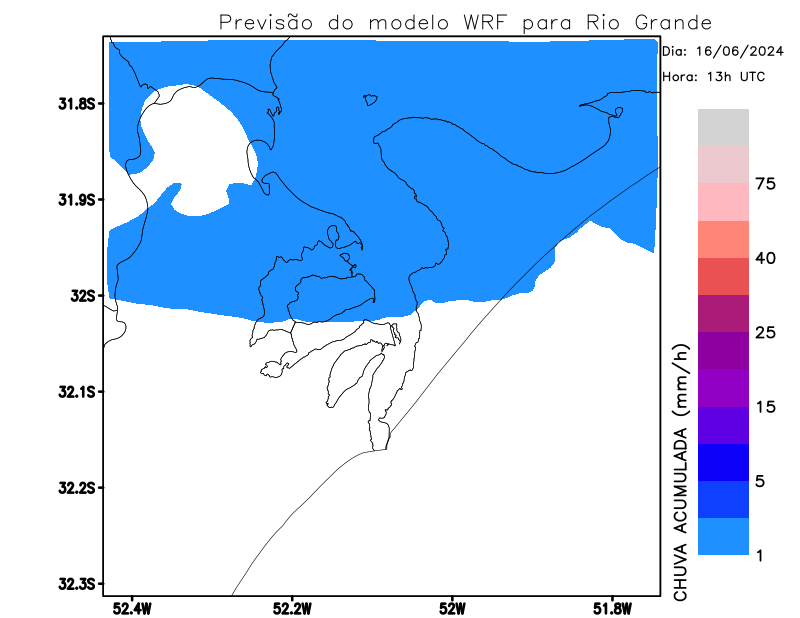 Previsão do modelo WRF para Rio Grande
Dia: 16/06/2024
Hora: 13h UTC
31.8S
31.9S
32S
32.1S
32.2S
32.3S
52.4W
52.2W
52W
51.8W
75
40
25
15
5
1
CHUVA ACUMULADA (mm/h)